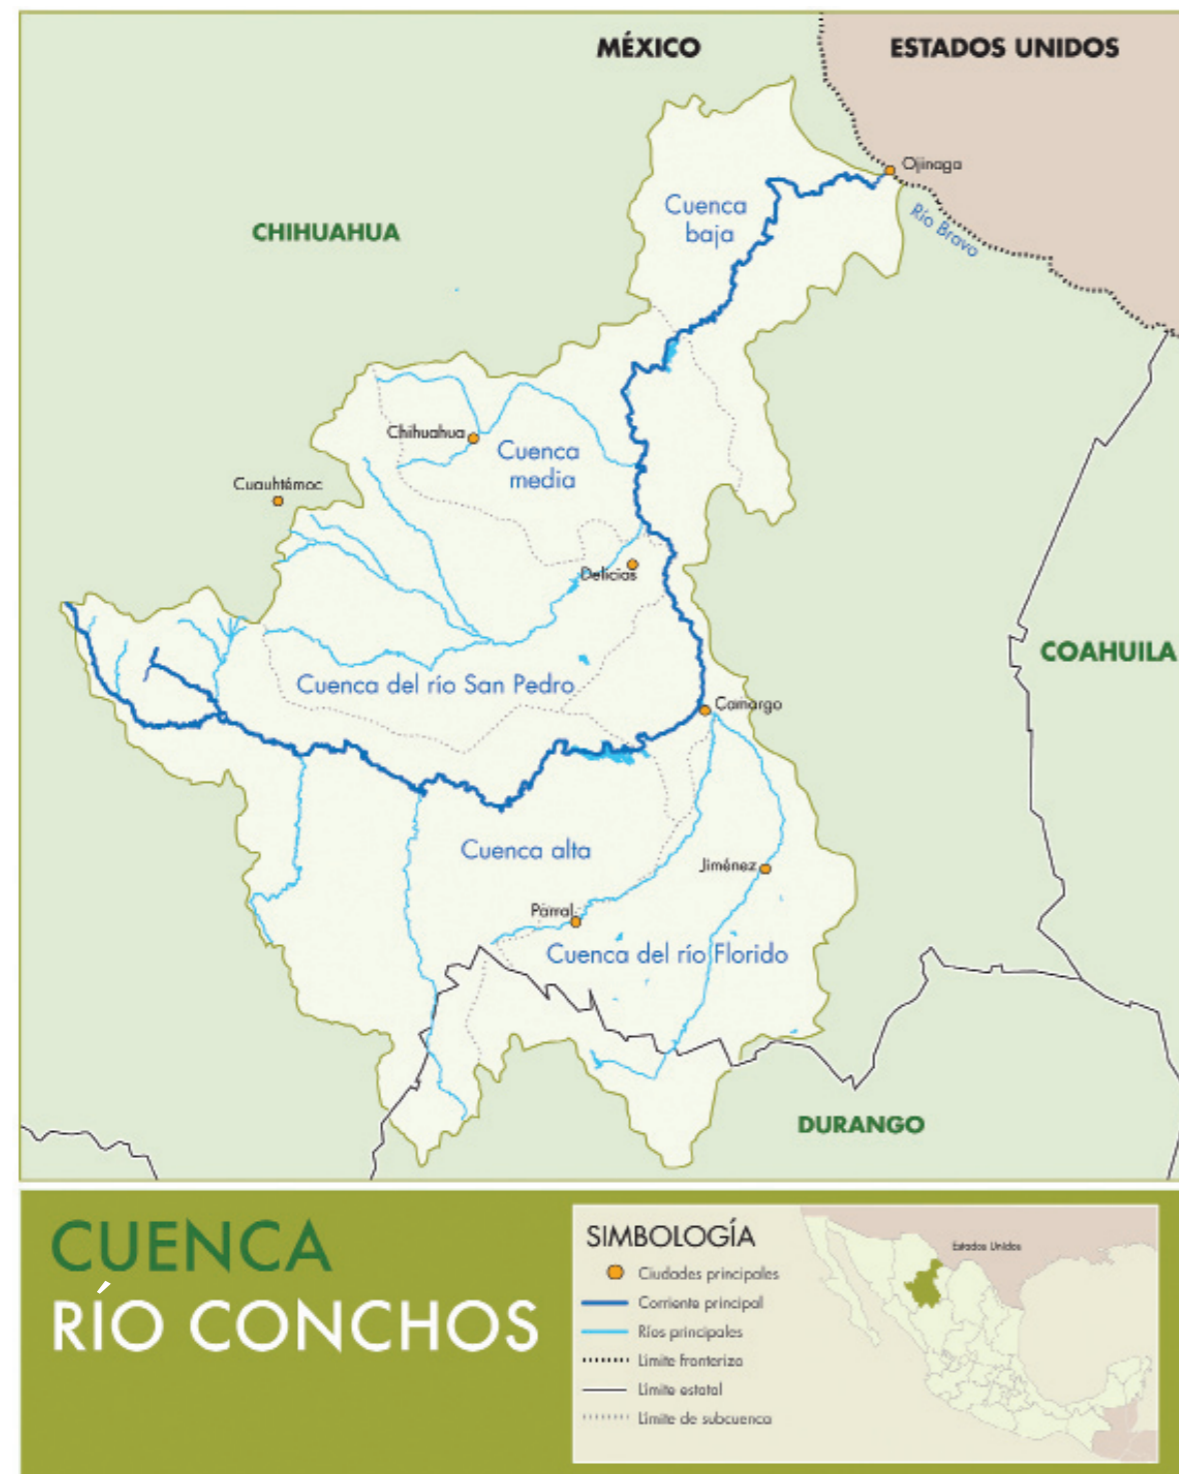 MÉXICO
ESTADOS UNIDOS
Ojinaga
Cuenca
baja
Río Bravo
CHIHUAHUA
Chihuahua
Cuenca
media
Cuauhtémoc
Delicias
COAHUILA
Cuenca del río San Pedro
Camargo
Cuenca alta
Jiménez
Parral
Cuenca del río Florido
DURANGO
CUENCA
RÍO CONCHOS
SIMBOLOGÍA
Ciudades principales
Corriente principal
Ríos principales
Límite fronterizo
Límite estatal
Límite de subcuenca
Estados Unidos